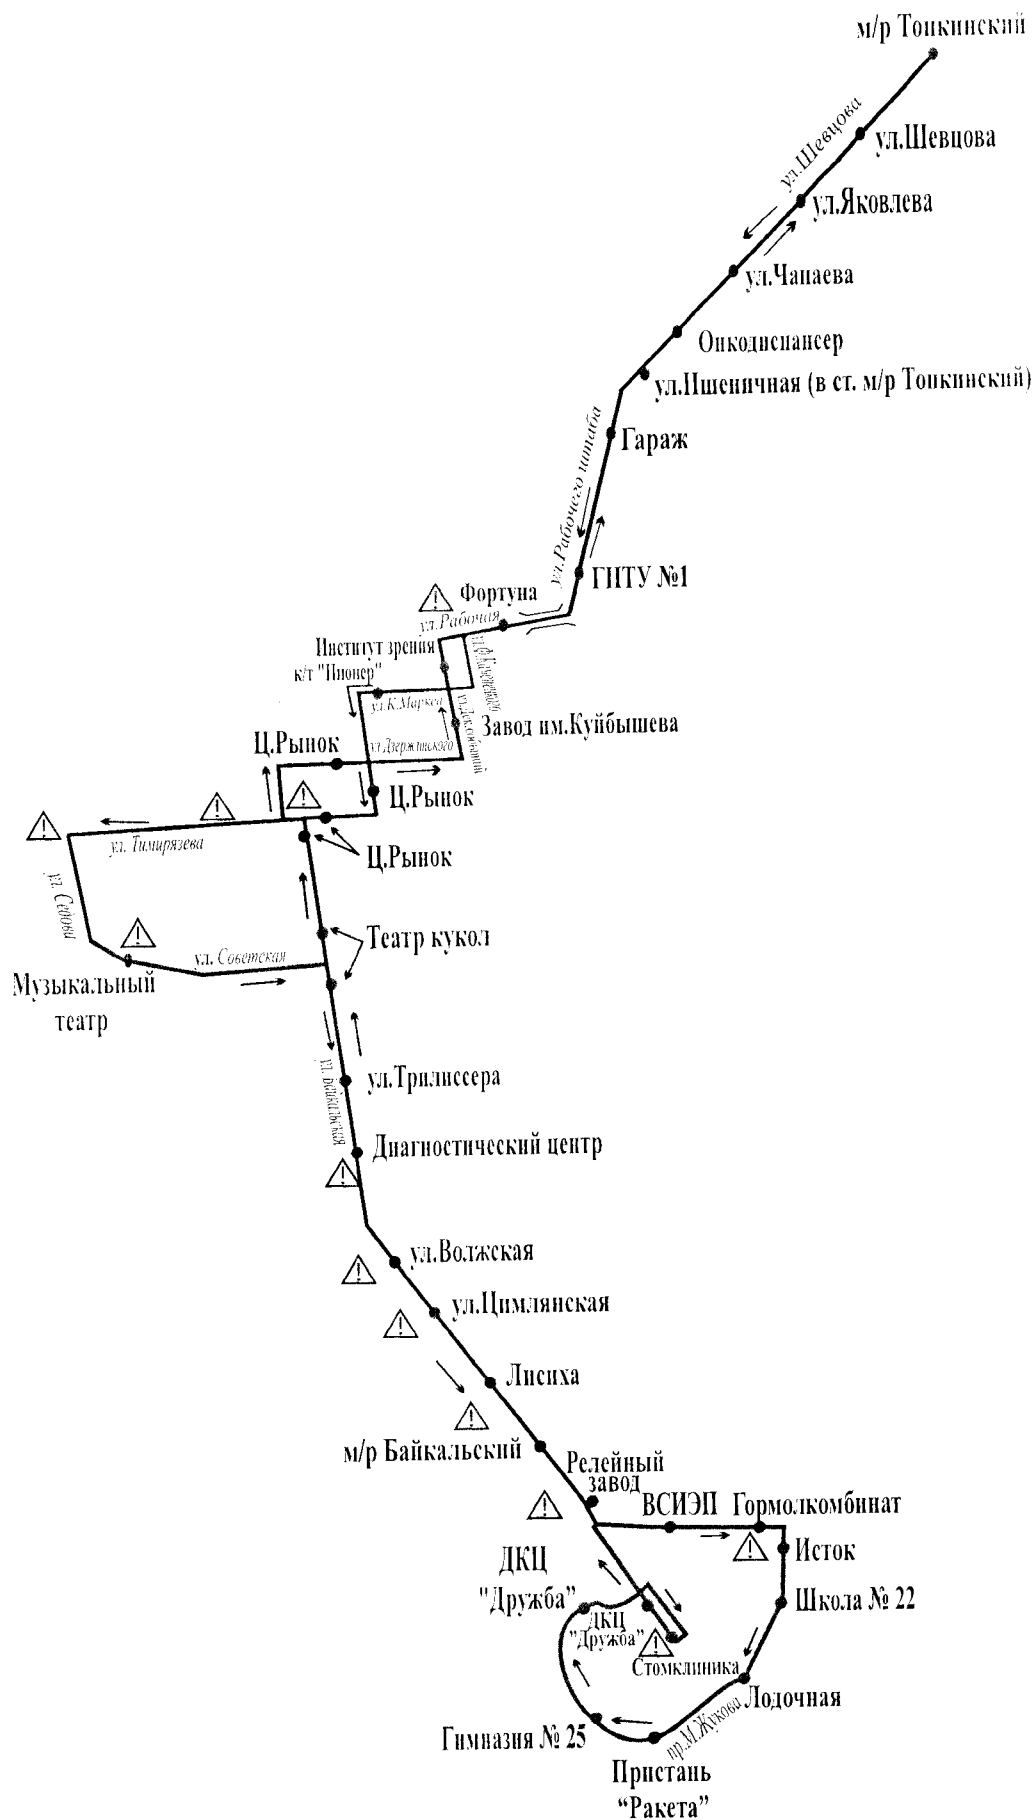 м/р Топкинский
ул.Шевцова
ул.Шевцова
ул.Яковлева
ул.Чапаева
Онкодиспансер
ул.Пшеничная (в ст. м/р Топкинский)
ул.Рабочего штаба
Гараж
ГПТУ №1
Фортуна
ул.Рабочая
Институт зрения
к/т "Пионер"
ул.К.Маркса
ул.Дек.событий
Завод им.Куйбышева
ул.Дзержинского
Ц.Рынок
Ц.Рынок
ул. Тимирязева
Ц.Рынок
ул. Седова
Театр кукол
ул. Советская
Музыкальный
театр
ул. Байкальская
ул.Трилиссера
Диагностический центр
ул.Волжская
ул.Цимлянская
Лисиха
м/р Байкальский
Релейный
завод
ВСИЭП
Гормолкомбинат
Исток
ДКЦ
"Дружба"
ДКЦ
"Дружба"
Школа № 22
Стомклиника
Лодочная
пр.М.Жукова
Гимназия № 25
Пристань
“Ракета”